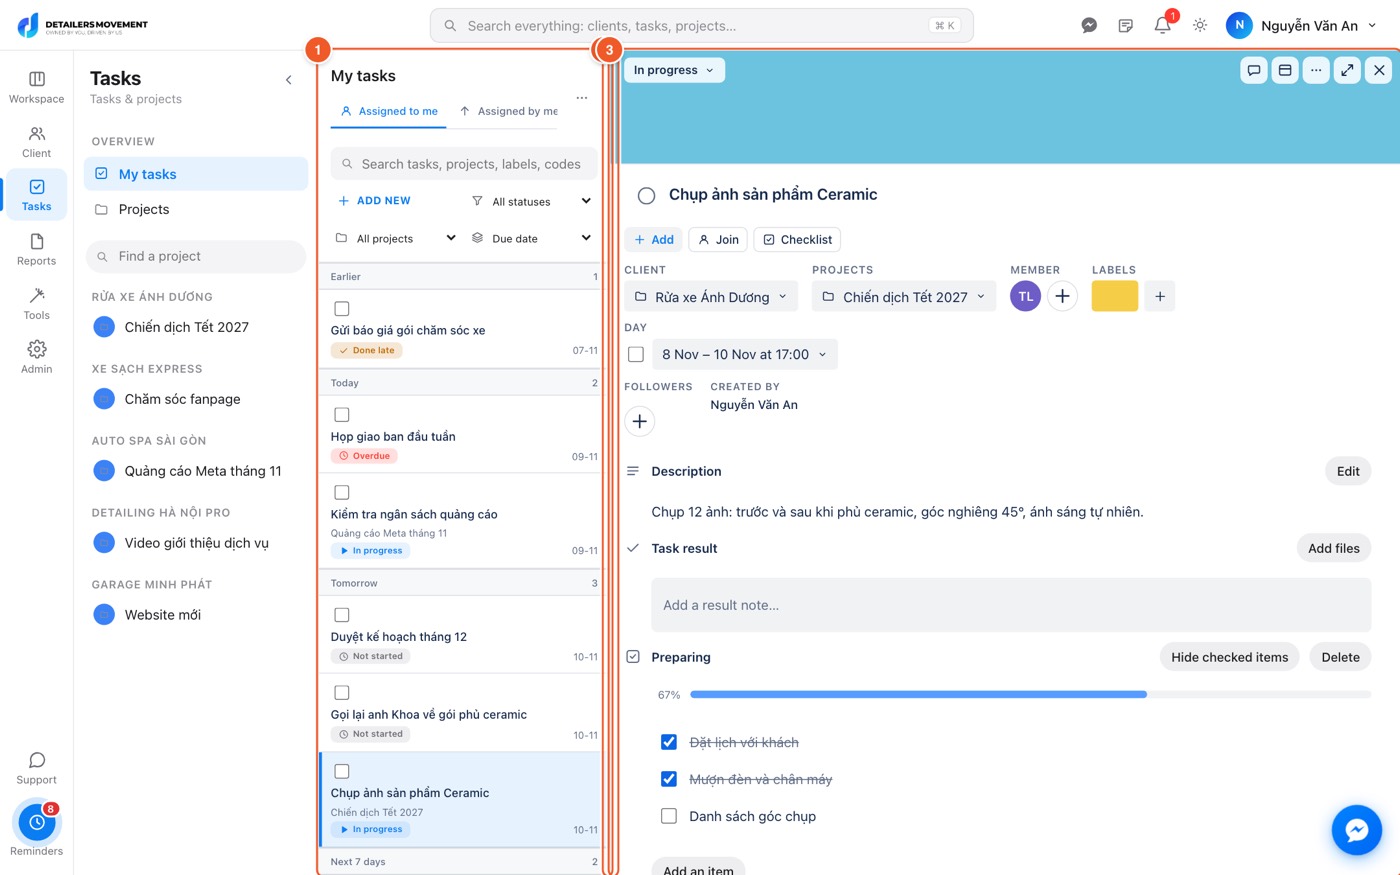 DETAILERS MOVEMENT
OWNED BY YOU, DRIVEN BY US
Search everything: clients, tasks, projects...
⌘ K
1
N
Nguyễn Văn An
1
3
Workspace
Client
Tasks
Reports
Tools
Admin
Support
8
Reminders
Tasks
Tasks & projects
OVERVIEW
My tasks
Projects
Find a project
RỬA XE ÁNH DƯƠNG
Chiến dịch Tết 2027
XE SẠCH EXPRESS
Chăm sóc fanpage
AUTO SPA SÀI GÒN
Quảng cáo Meta tháng 11
DETAILING HÀ NỘI PRO
Video giới thiệu dịch vụ
GARAGE MINH PHÁT
Website mới
My tasks
Assigned to me
Assigned by me
Search tasks, projects, labels, codes
ADD NEW
All statuses
All projects
Due date
Earlier 1
Gửi báo giá gói chăm sóc xe
Done late 07-11
Today 2
Họp giao ban đầu tuần
Overdue 09-11
Kiểm tra ngân sách quảng cáo
Quảng cáo Meta tháng 11
In progress 09-11
Tomorrow 3
Duyệt kế hoạch tháng 12
Not started 10-11
Gọi lại anh Khoa về gói phủ ceramic
Not started 10-11
Chụp ảnh sản phẩm Ceramic
Chiến dịch Tết 2027
In progress 10-11
Next 7 days 2
In progress
Chụp ảnh sản phẩm Ceramic
Add
Join
Checklist
CLIENT
PROJECTS
MEMBER
LABELS
Rửa xe Ánh Dương
Chiến dịch Tết 2027
TL
DAY
8 Nov – 10 Nov at 17:00
FOLLOWERS
CREATED BY
Nguyễn Văn An
Description
Edit
Chụp 12 ảnh: trước và sau khi phủ ceramic, góc nghiêng 45°, ánh sáng tự nhiên.
Task result
Add files
Add a result note...
Preparing
Hide checked items
Delete
67%
Đặt lịch với khách
Mượn đèn và chân máy
Danh sách góc chụp
Add an item